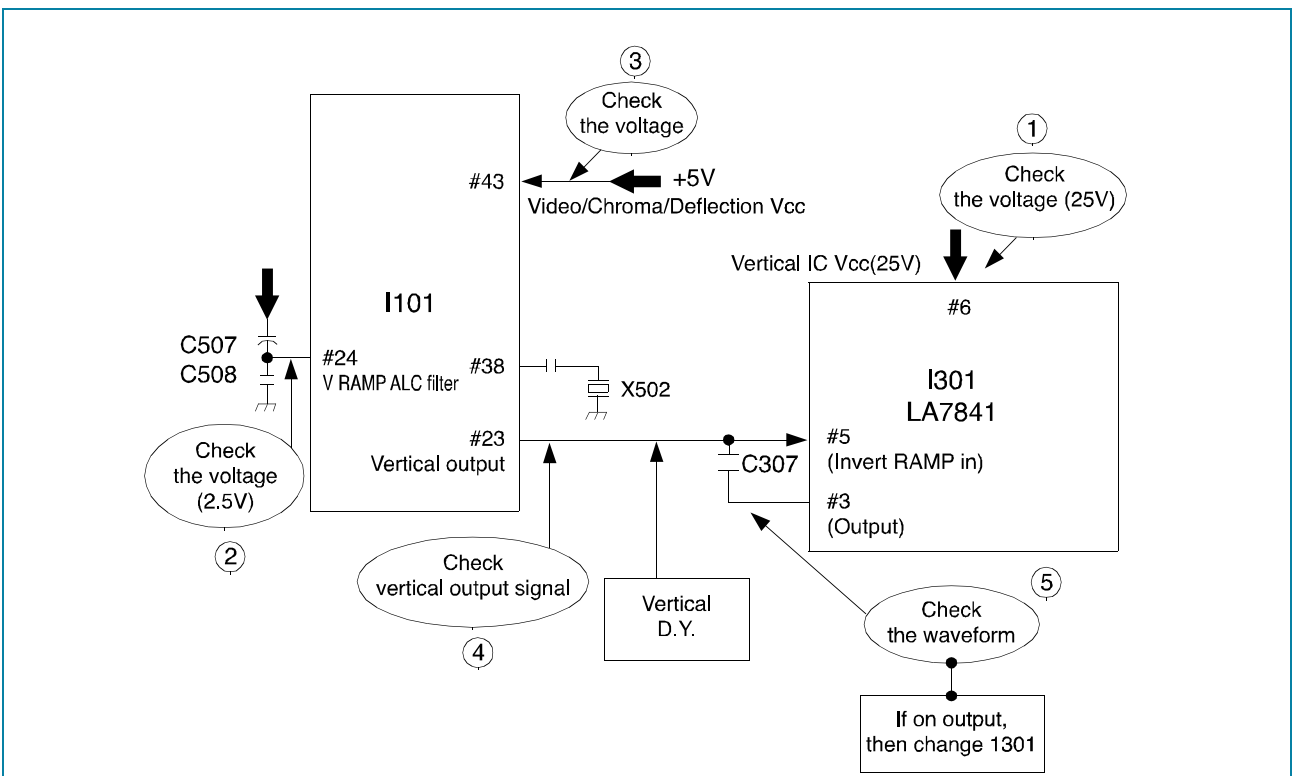 3
Check
the voltage
#43
+5V
Video/Chroma/Deflection Vcc
1
Check
the voltage (25V)
Vertical IC Vcc(25V)
#6
I101
C507
C508
#24
V RAMP ALC filter
#38
X502
I301
LA7841
#23
Vertical output
C307
#5
(Invert RAMP in)
#3
(Output)
Check
the voltage
(2.5V)
2
Check
vertical output signal
4
Vertical
D.Y.
5
Check
the waveform
If on output,
then change 1301